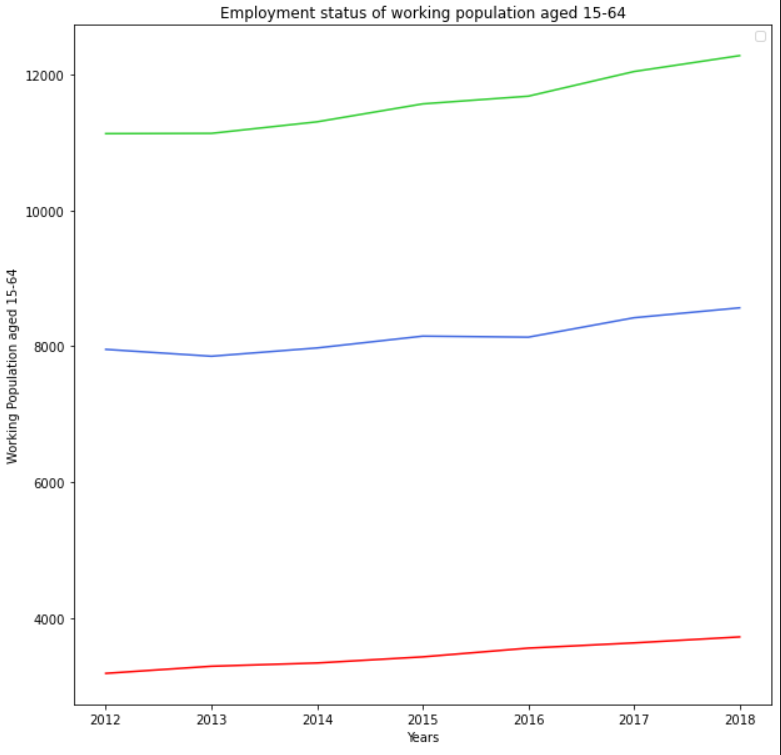 Employment status of working population aged 15-64
12000
10000
8000
6000
4000
Working Population aged 15-64
2012 2013 2014 2015 2016 2017 2018
Years